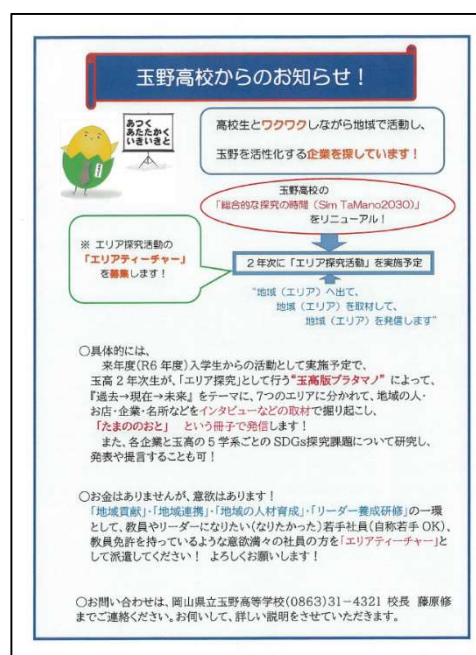 玉野高校からのお知らせ！
あつく
あたたかく
いきいきと
高校生とワクワクしながら地域で活動し、
玉野を活性化する企業を探しています！
玉野高校の
「総合的な探究の時間（Sim TaMano2030）」
をリニューアル！
※ エリア探究活動の
「エリアティーチャー」
を募集します！
２年次に「エリア探究活動」を実施予定
“地域（エリア）へ出て、
地域（エリア）を取材して、
地域（エリア）を発信します”
○具体的には、
来年度(R6 年度)入学生からの活動として実施予定で、
玉高２年次生が、「エリア探究」として行う“玉高版ブラタマノ” によって、
『過去→現在→未来』をテーマに、7つのエリアに分かれて、地域の人・
お店・企業・名所などをインタビューなどの取材で掘り起こし、
「たまののおと」 という冊子で発信します！
また、各企業と玉高の５学系ごとの SDGs探究課題について研究し、
発表や提言することも可！
○お金はありませんが、意欲はあります！
「地域貢献」・「地域連携」・「地域の人材育成」・「リーダー養成研修」の一環
として、教員やリーダーになりたい(なりたかった)若手社員(自称若手 OK)、
教員免許を持っているような意欲満々の社員の方を「エリアティーチャー」と
して派遣してください！ よろしくお願いします！
○お問い合わせは、岡山県立玉野高等学校(0863)31－4321 校長 藤原修
までご連絡ください。お伺いして、詳しい説明をさせていただきます。